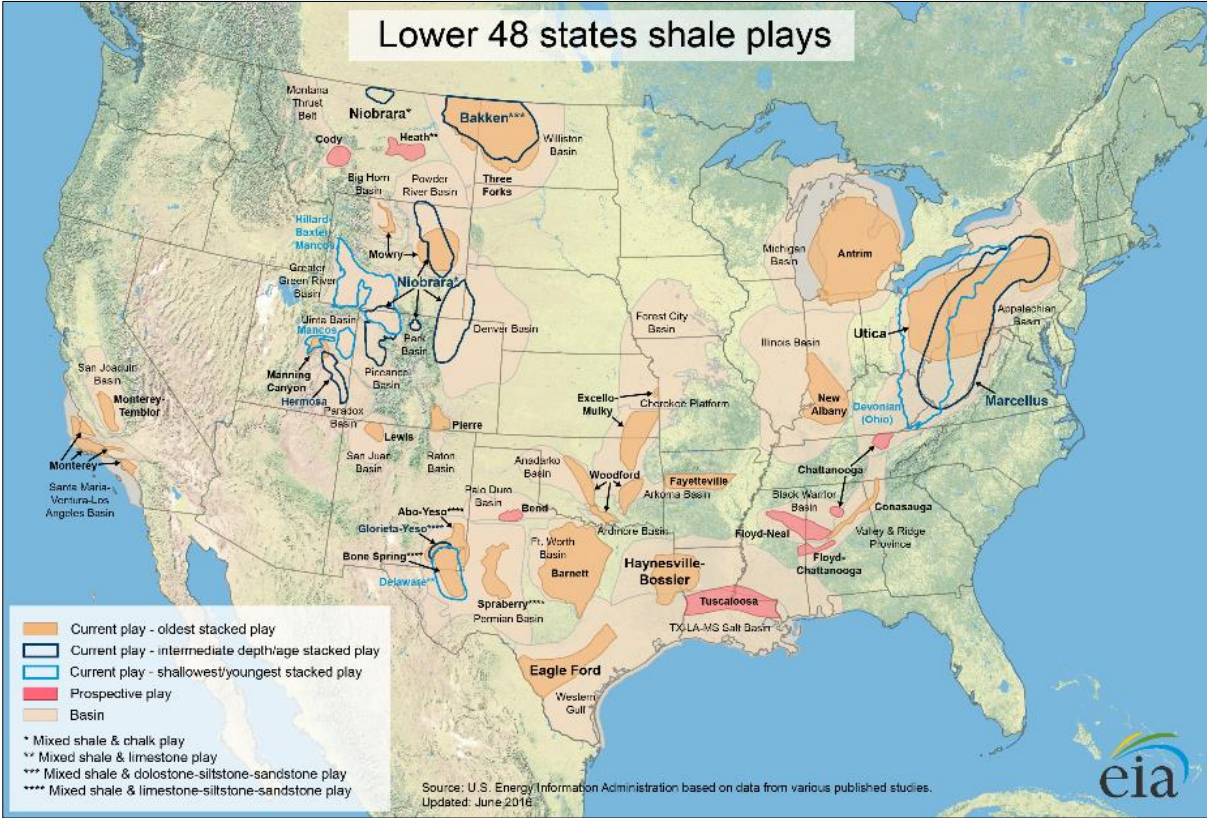 Lower 48 states shale plays
Montana
Thrust
Belt
Niobrara*
Bakken***
Williston
Basin
Cody
Heath**
Big Horn
Basin
Powder
River Basin
Three
Forks
Hillard-
Baxter-
Mancos
Mowry
Greater
Green River
Basin
Niobrara*
Michigan
Basin
Antrim
Uinta Basin
Mancos
Park
Basin
Denver Basin
Forest City
Basin
Illinois Basin
Utica
Appalachian
Basin
San Joaquin
Basin
Monterey-
Temblor
Manning
Canyon
Hermosa
Piceance
Basin
Paradox
Basin
Excello-
Mulky
Cherokee Platform
New
Albany
Devonian
(Ohio)
Marcellus
Monterey
Santa Maria-
Ventura-Los
Angeles Basin
Lewis
San Juan
Basin
Pierre
Raton
Basin
Anadarko
Basin
Woodford
Arkoma Basin
Fayetteville
Chattanooga
Black Warrior
Basin
Conasauga
Palo Duro
Basin
Bend
Abo-Yeso****
Glorieta-Yeso****
Bone Spring****
Delaware**
Ardmore Basin
Ft. Worth
Basin
Barnett
Floyd-Neal
Valley & Ridge
Province
Floyd-
Chattanooga
Haynesville-
Bossier
Spraberry****
Permian Basin
Tuscaloosa
TX-LA-MS Salt Basin
Eagle Ford
Western
Gulf
Current play - oldest stacked play
Current play - intermediate depth/age stacked play
Current play - shallowest/youngest stacked play
Prospective play
Basin
* Mixed shale & chalk play
** Mixed shale & limestone play
*** Mixed shale & dolostone-siltstone-sandstone play
**** Mixed shale & limestone-siltstone-sandstone play
Source: U.S. Energy Information Administration based on data from various published studies.
Updated: June 2016
eia